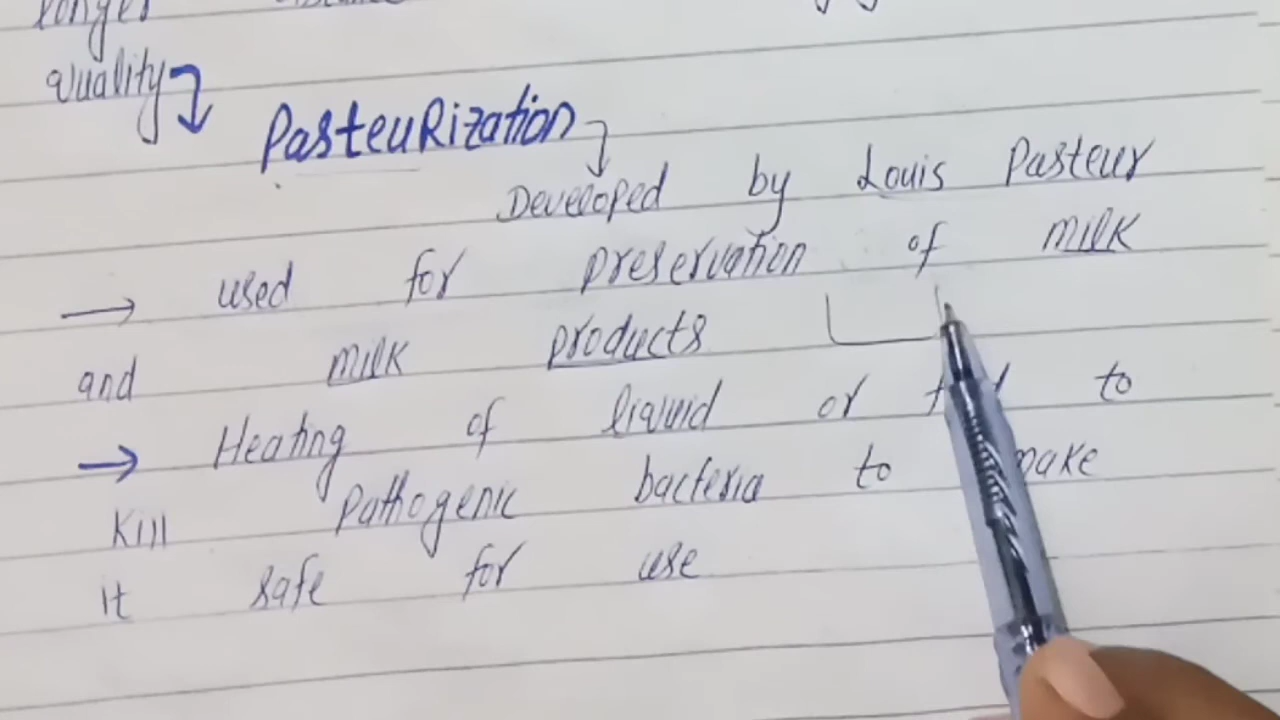 longer
Quality
Pasteurization
Developed by Louis Pasteur
→ used for preservation of milk
and milk products
→ Heating of liquid or to
Kill pathogenic bacteria to make
it safe for use